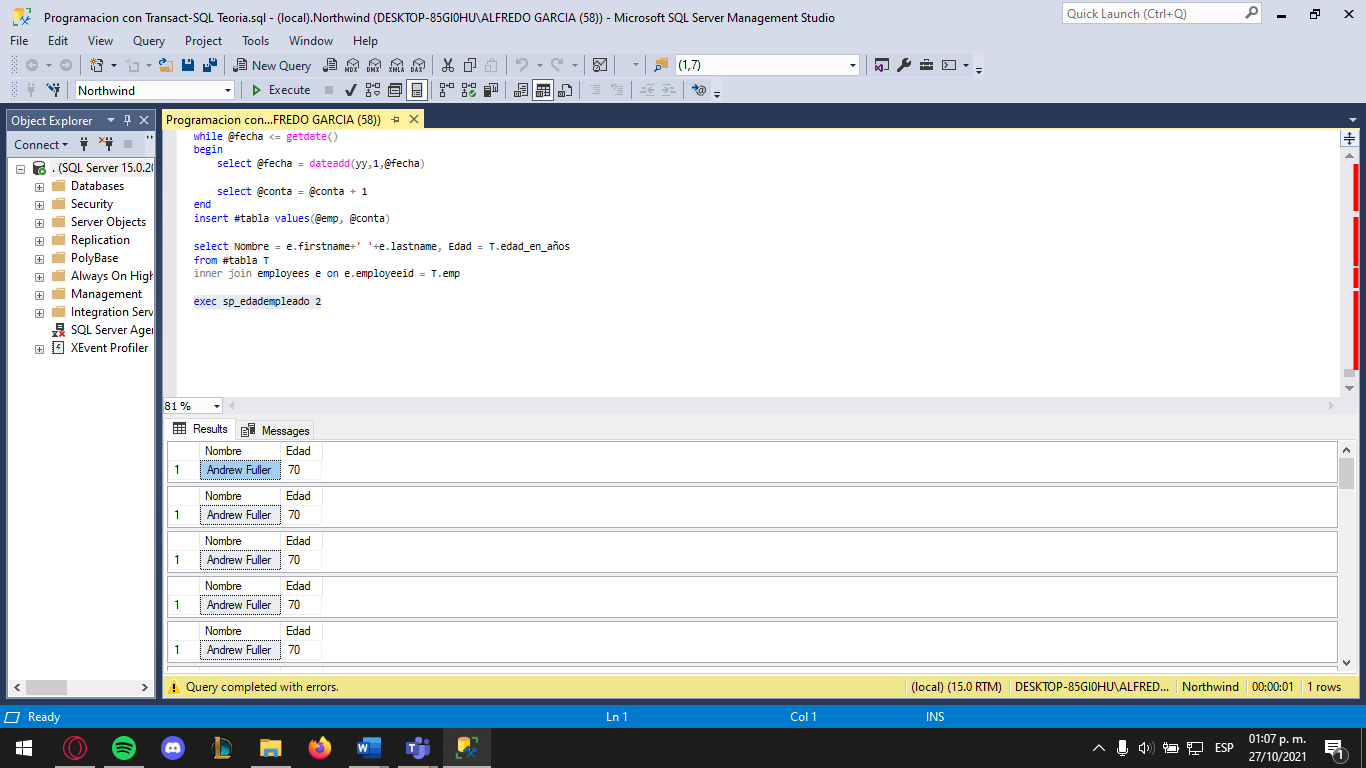 Programacion con Transact-SQL Teoria.sql - (local).Northwind (DESKTOP-85GI0HU\ALFREDO GARCIA (58)) - Microsoft SQL Server Management Studio
Quick Launch (Ctrl+Q)
File Edit View Query Project Tools Window Help
New Query MDX DMX XMLA DAX (1,7)
Northwind Execute
Object Explorer
Programacion con...FREDO GARCIA (58))
Connect
. (SQL Server 15.0.20
Databases
Security
Server Objects
Replication
PolyBase
Always On High
Management
Integration Serv
SQL Server Agen
XEvent Profiler
while @fecha <= getdate()
begin
select @fecha = dateadd(yy,1,@fecha)
select @conta = @conta + 1
end
insert #tabla values(@emp, @conta)
select Nombre = e.firstname+' '+e.lastname, Edad = T.edad_en_años
from #tabla T
inner join employees e on e.employeeid = T.emp
exec sp_edadempleado 2
81 %
Results Messages
Nombre Edad
1 Andrew Fuller 70
Nombre Edad
1 Andrew Fuller 70
Nombre Edad
1 Andrew Fuller 70
Nombre Edad
1 Andrew Fuller 70
Nombre Edad
1 Andrew Fuller 70
Query completed with errors. (local) (15.0 RTM) DESKTOP-85GI0HU\ALFRED... Northwind 00:00:01 1 rows
Ready Ln 1 Col 1 INS
ESP 01:07 p. m.
27/10/2021
1